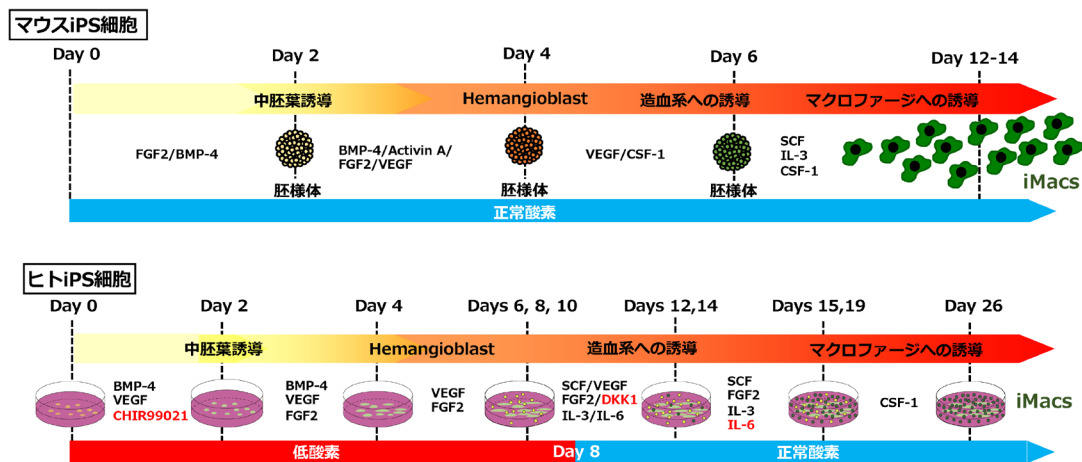 マウスiPS細胞
Day 0
Day 2
Day 4
Day 6
Day 12-14
中胚葉誘導
Hemangioblast
造血系への誘導
マクロファージへの誘導
FGF2/BMP-4
BMP-4/Activin A/
FGF2/VEGF
VEGF/CSF-1
SCF
IL-3
CSF-1
iMacs
胚様体
胚様体
胚様体
正常酸素
ヒトiPS細胞
Day 0
Day 2
Day 4
Days 6, 8, 10
Days 12,14
Days 15,19
Day 26
中胚葉誘導
Hemangioblast
造血系への誘導
マクロファージへの誘導
BMP-4
VEGF
CHIR99021
BMP-4
VEGF
FGF2
VEGF
FGF2
SCF/VEGF
FGF2/DKK1
IL-3/IL-6
SCF
FGF2
IL-3
IL-6
CSF-1
iMacs
低酸素
Day 8
正常酸素